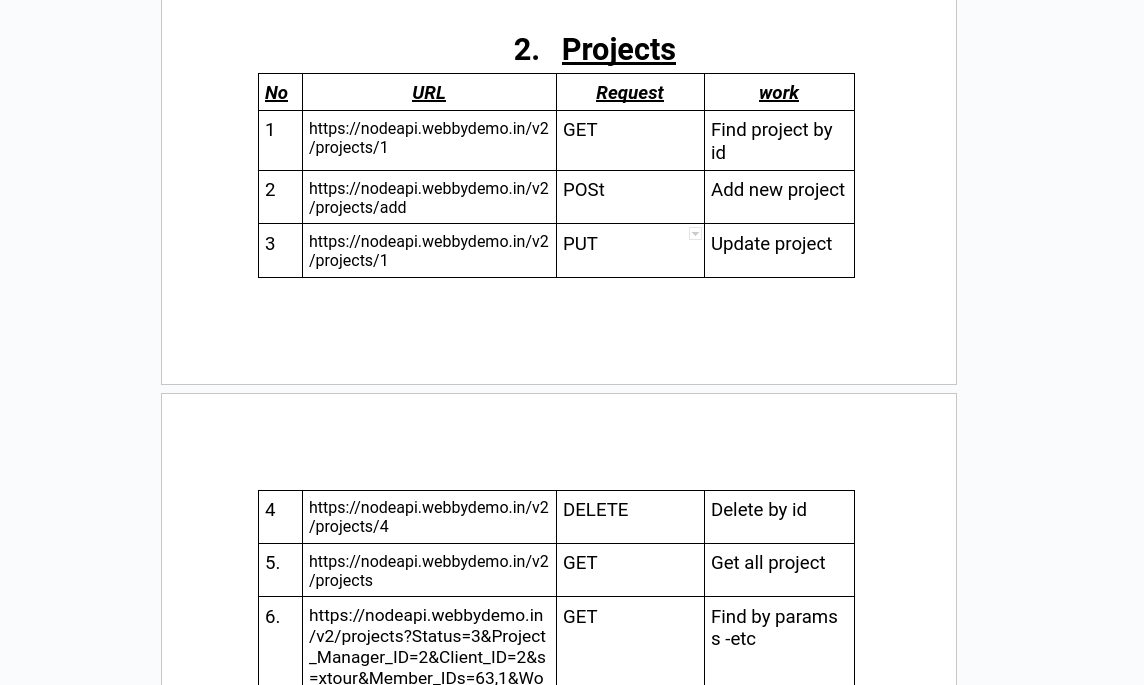 2. Projects
No URL Request work
1 https://nodeapi.webbydemo.in/v2 GET Find project by
/projects/1 id
2 https://nodeapi.webbydemo.in/v2 POSt Add new project
/projects/add
3 https://nodeapi.webbydemo.in/v2 PUT Update project
/projects/1
4 https://nodeapi.webbydemo.in/v2 DELETE Delete by id
/projects/4
5. https://nodeapi.webbydemo.in/v2 GET Get all project
/projects
6. https://nodeapi.webbydemo.in GET Find by params
/v2/projects?Status=3&Project s -etc
_Manager_ID=2&Client_ID=2&s
=xtour&Member_IDs=63,1&Wo